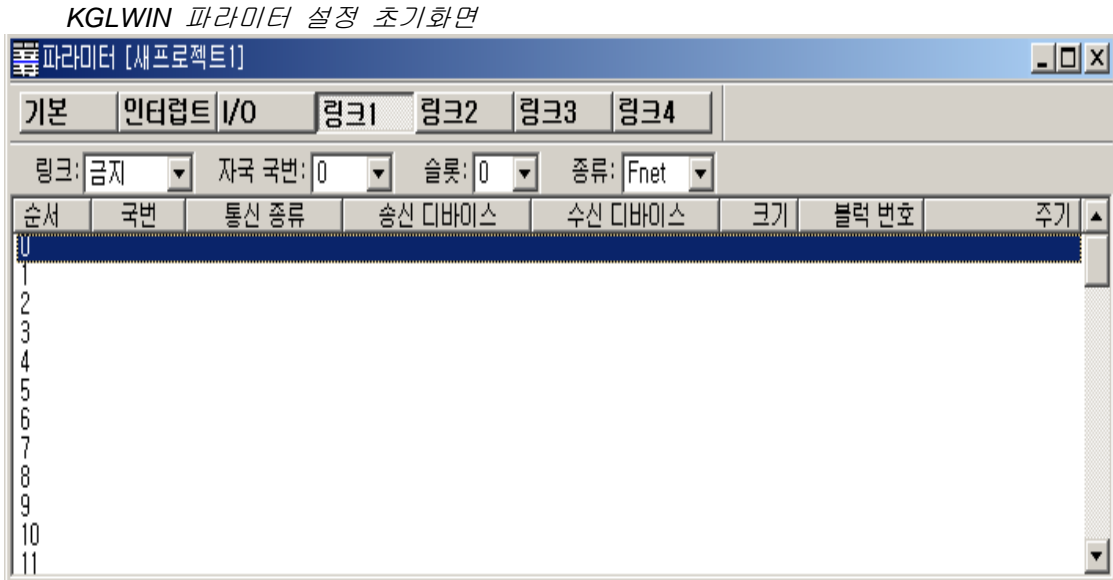 KGLWIN 파라미터 설정 초기화면
파라미터 [새프로젝트1]
기본 인터럽트 I/O 링크1 링크2 링크3 링크4
링크: 금지 자국 국번: 0 슬롯: 0 종류: Fnet
순서 국번 통신 종류 송신 디바이스 수신 디바이스 크기 블럭 번호 주기
0
1
2
3
4
5
6
7
8
9
10
11